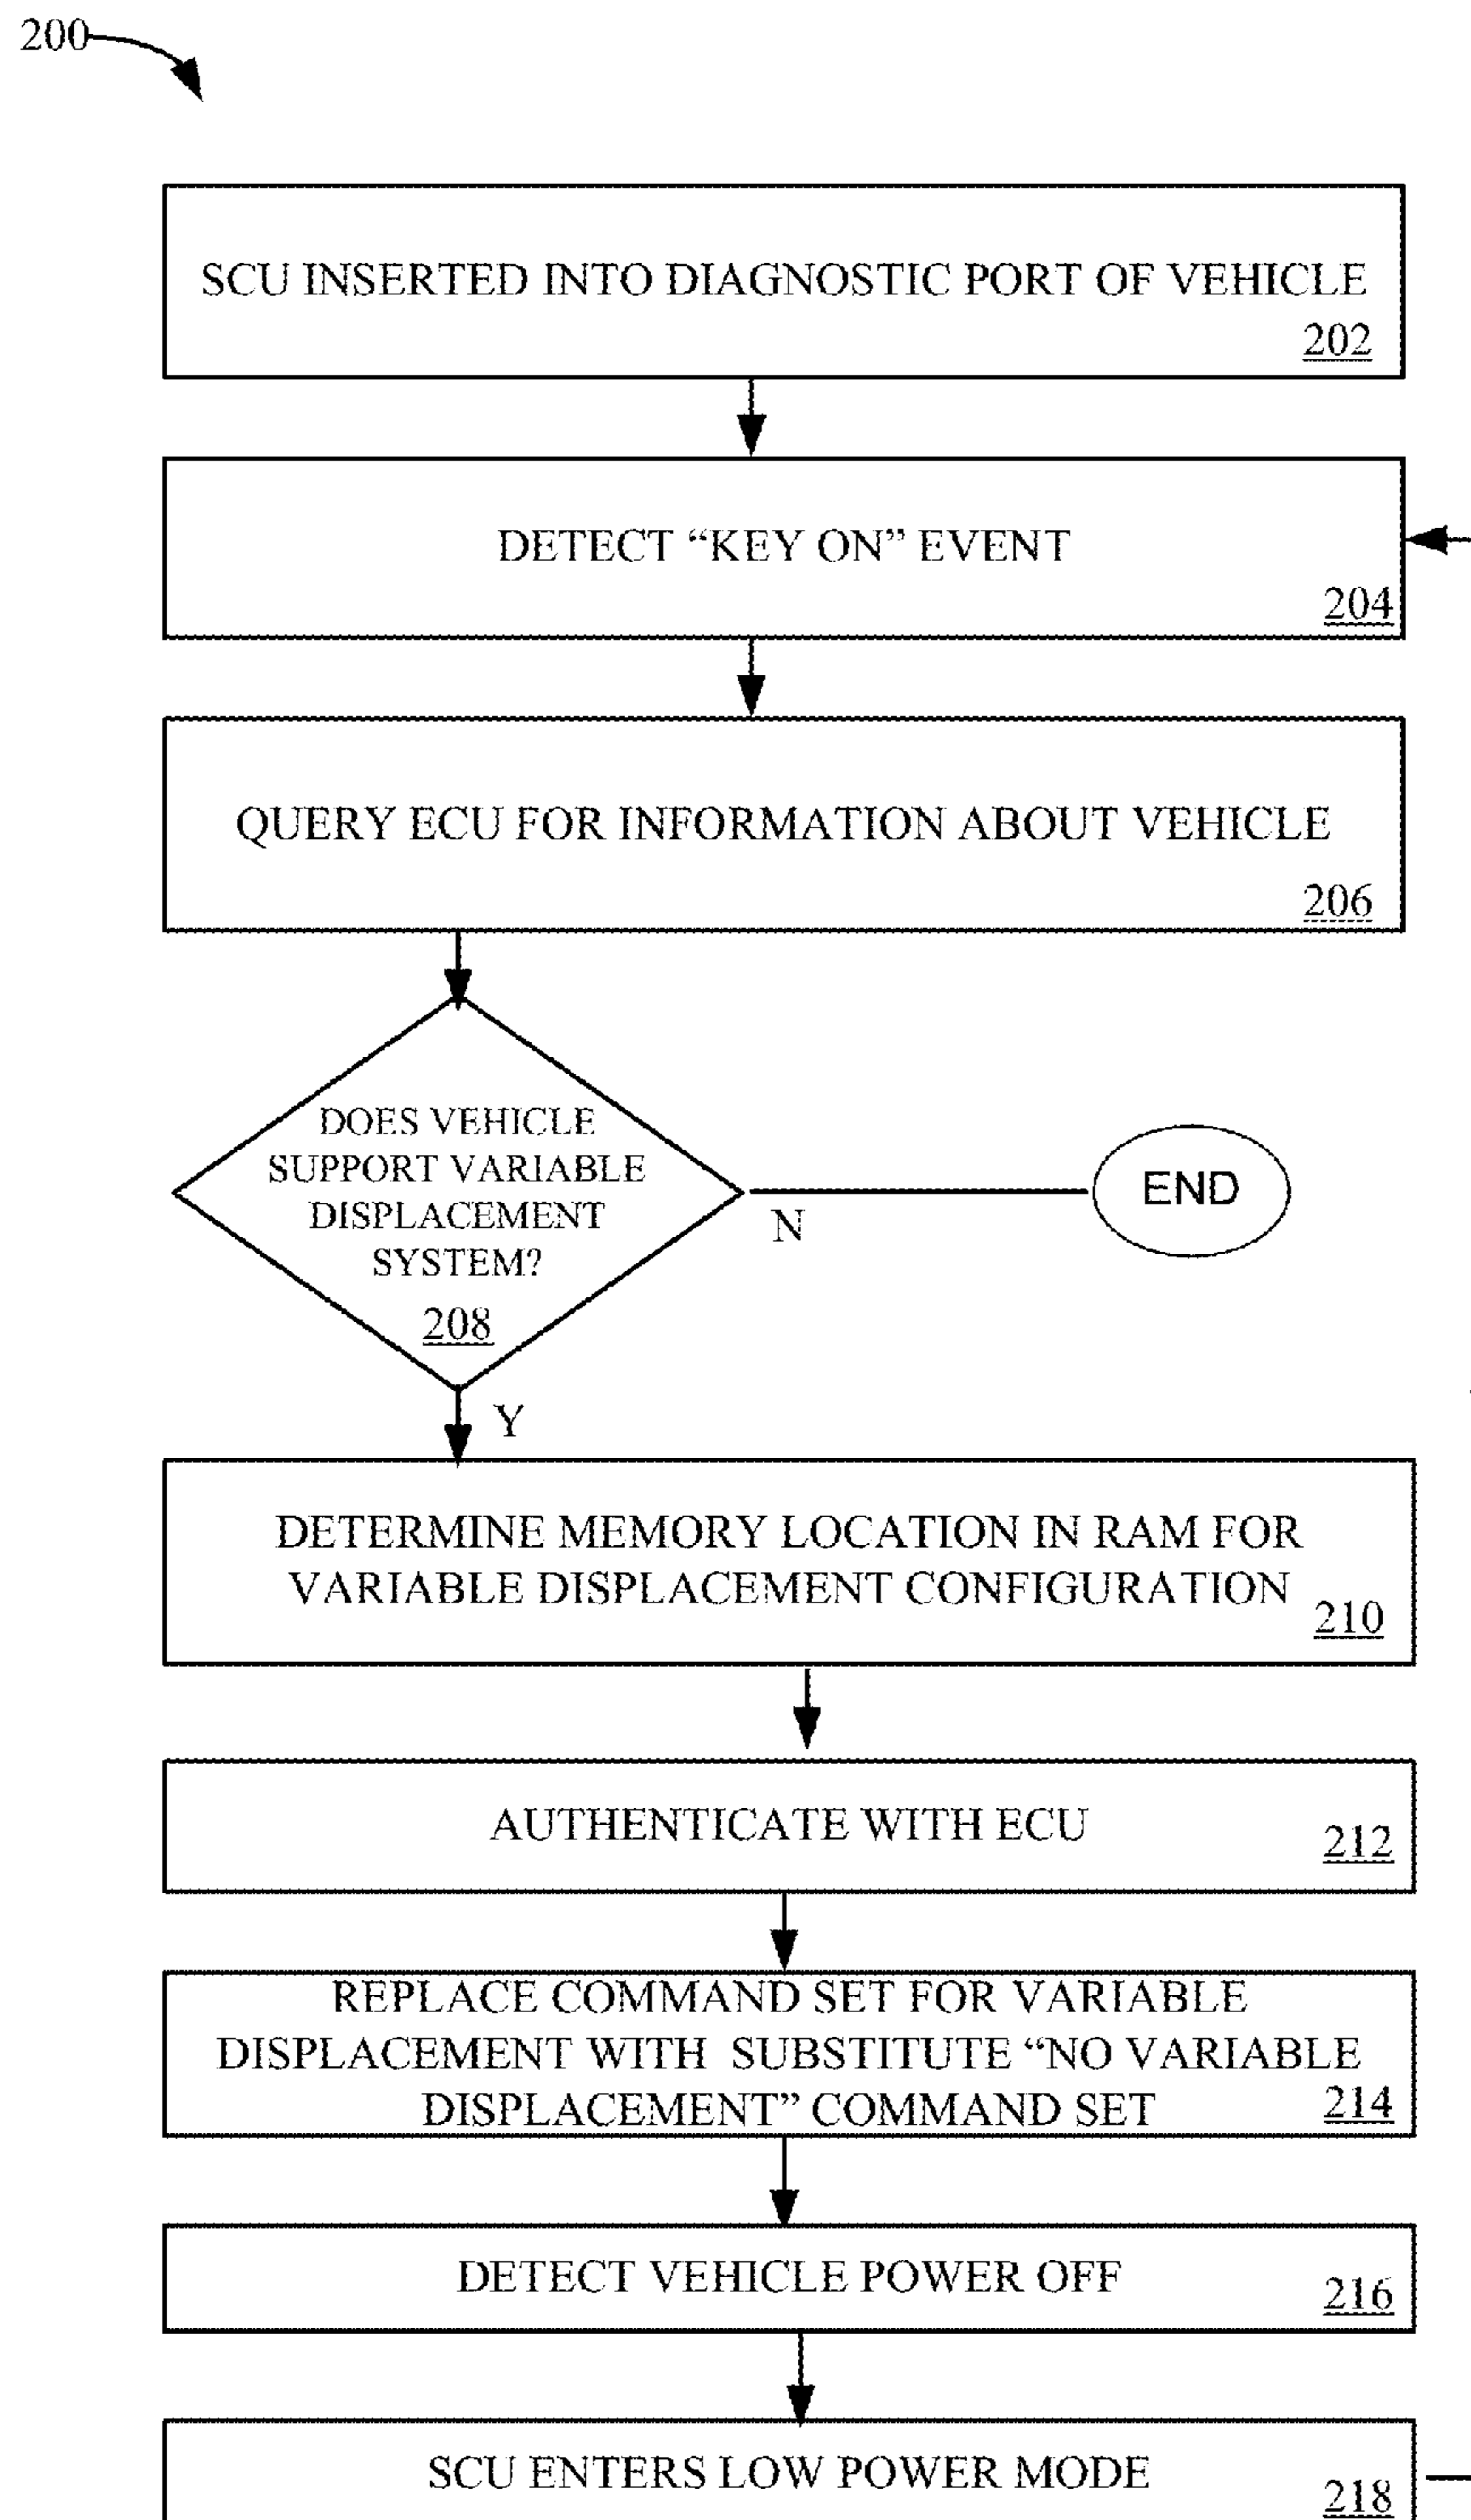 200
SCU INSERTED INTO DIAGNOSTIC PORT OF VEHICLE
202
DETECT “KEY ON” EVENT
204
QUERY ECU FOR INFORMATION ABOUT VEHICLE
206
DOES VEHICLE
SUPPORT VARIABLE
DISPLACEMENT
SYSTEM?
208
N
END
Y
DETERMINE MEMORY LOCATION IN RAM FOR
VARIABLE DISPLACEMENT CONFIGURATION
210
AUTHENTICATE WITH ECU
212
REPLACE COMMAND SET FOR VARIABLE
DISPLACEMENT WITH SUBSTITUTE “NO VARIABLE
DISPLACEMENT” COMMAND SET
214
DETECT VEHICLE POWER OFF
216
SCU ENTERS LOW POWER MODE
218